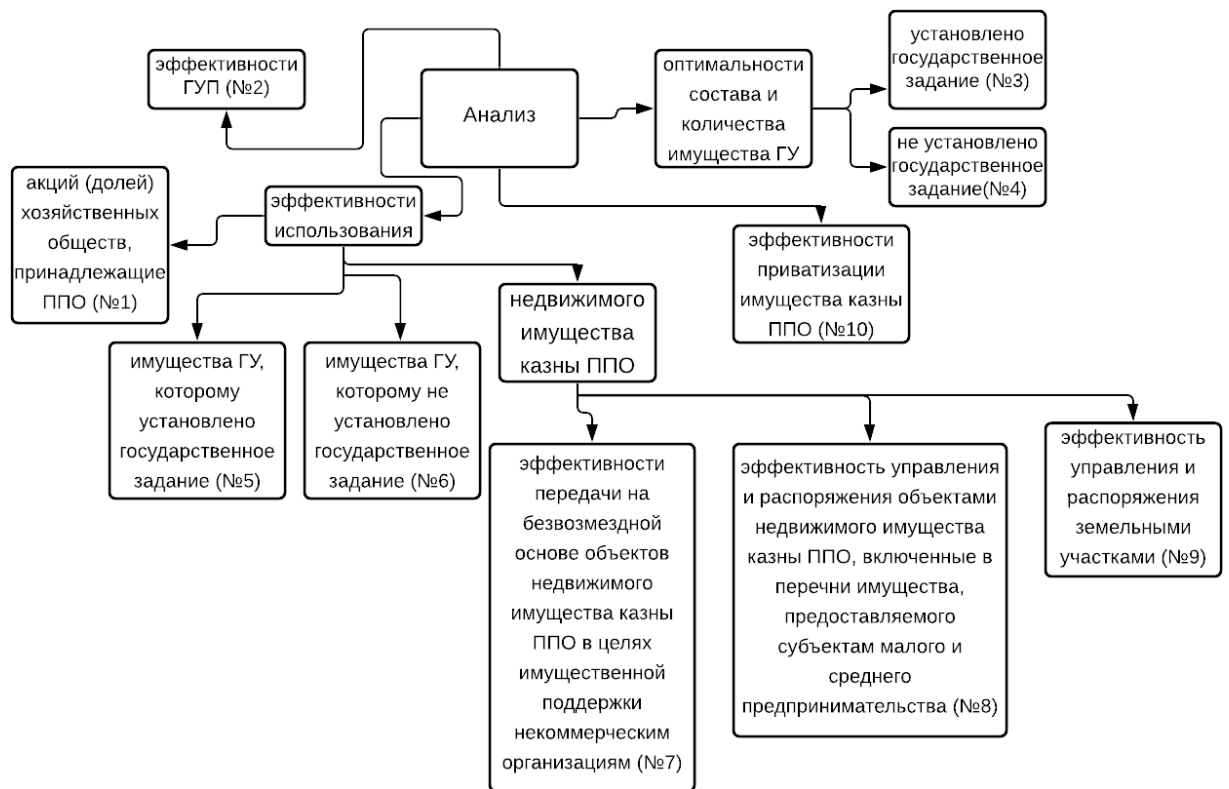 эффективности
ГУП (№2)
Анализ
оптимальности
состава и
количества
имущества ГУ
установлено
государственное
задание (№3)
не установлено
государственное
задание(№4)
акций (долей)
хозяйственных
обществ,
принадлежащие
ППО (№1)
эффективности
использования
эффективности
приватизации
имущества казны
ППО (№10)
недвижимого
имущества
казны ППО
имущества ГУ,
которому
установлено
государственное
задание (№5)
имущества ГУ,
которому не
установлено
государственное
задание (№6)
эффективности
передачи на
безвозмездной
основе объектов
недвижимого
имущества казны
ППО в целях
имущественной
поддержки
некоммерческим
организациям (№7)
эффективность управления
и распоряжения объектами
недвижимого имущества
казны ППО, включенные в
перечни имущества,
предоставляемого
субъектам малого и
среднего
предпринимательства (№8)
эффективность
управления и
распоряжения
земельными
участками (№9)